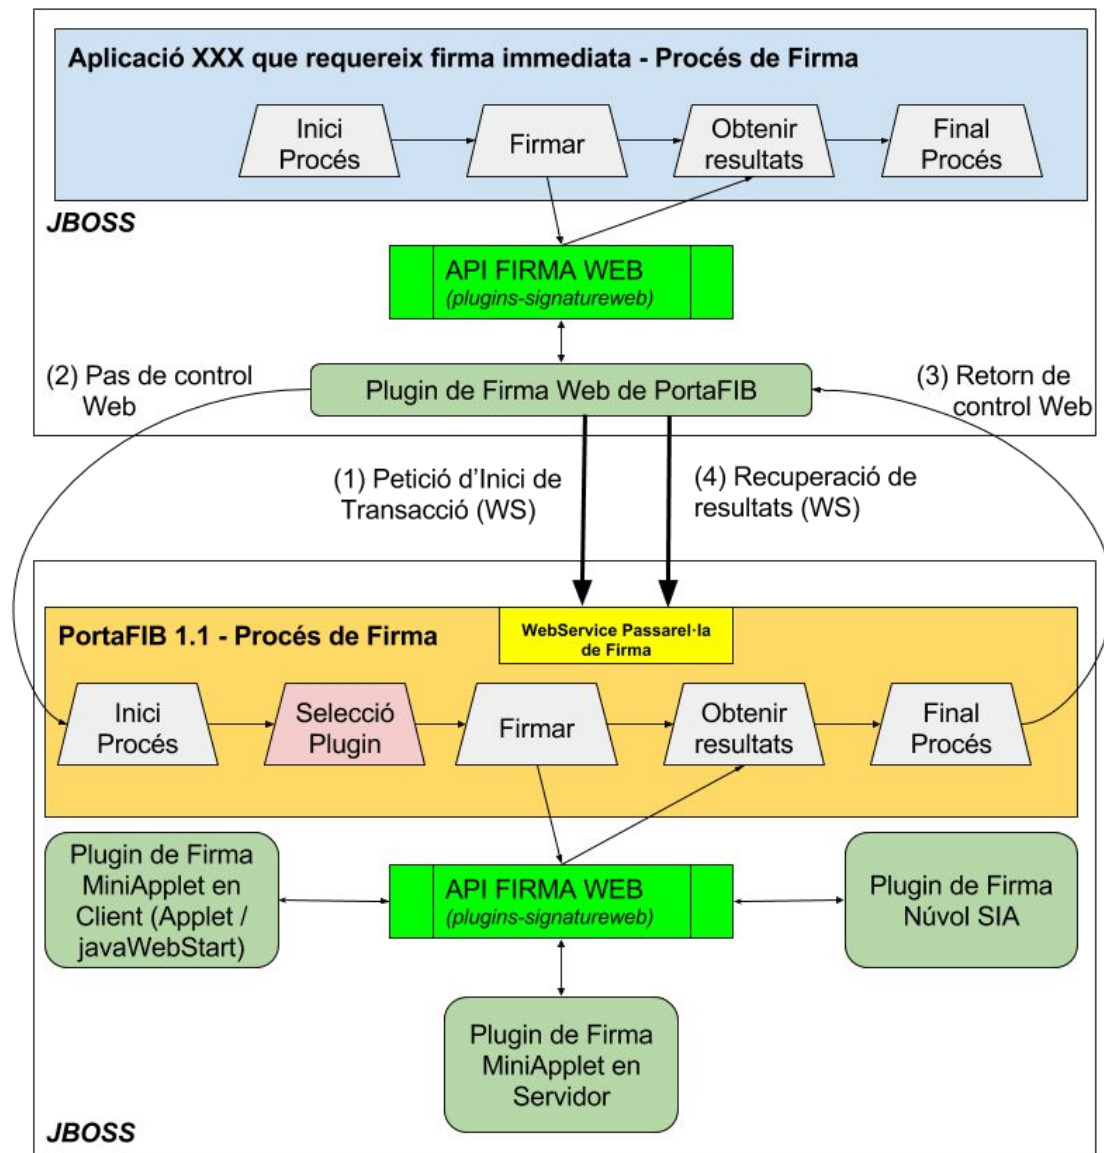 Aplicació XXX que requereix firma immediata - Procés de Firma
Inici
Procés
Firmar
Obtenir
resultats
Final
Procés
JBOSS
API FIRMA WEB
(plugins-signatureweb)
(2) Pas de control
Web
Plugin de Firma Web de PortaFIB
(3) Retorn de
control Web
(1) Petició d'Inici de
Transacció (WS)
(4) Recuperació de
resultats (WS)
PortaFIB 1.1 - Procés de Firma
WebService Passarel·la
de Firma
Inici
Procés
Selecció
Plugin
Firmar
Obtenir
resultats
Final
Procés
Plugin de Firma
MiniApplet en
Client (Applet /
javaWebStart)
API FIRMA WEB
(plugins-signatureweb)
Plugin de Firma
Núvol SIA
Plugin de Firma
MiniApplet en
Servidor
JBOSS